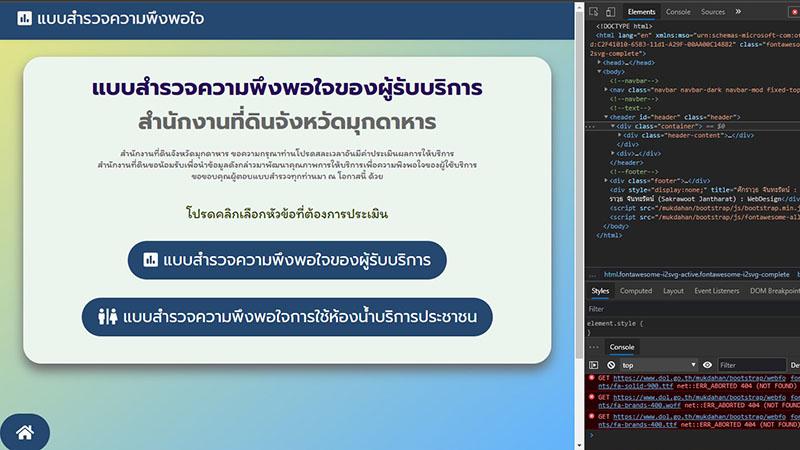 แบบสำรวจความพึงพอใจ
แบบสำรวจความพึงพอใจของผู้รับบริการ
สำนักงานที่ดินจังหวัดมุกดาหาร
สำนักงานที่ดินจังหวัดมุกดาหาร ขอความกรุณาท่านโปรดสละเวลาอันมีค่าประเมินผลการให้บริการ
สำนักงานที่ดินขอน้อมรับเพื่อนำข้อมูลดังกล่าวมาพัฒนาคุณภาพการให้บริการเพื่อความพึงพอใจของผู้ใช้บริการ
ขอขอบคุณผู้ตอบแบบสำรวจทุกท่านมา ณ โอกาสนี้ ด้วย
โปรดคลิกเลือกหัวข้อที่ต้องการประเมิน
แบบสำรวจความพึงพอใจของผู้รับบริการ
แบบสำรวจความพึงพอใจการใช้ห้องน้ำบริการประชาชน
Elements Console Sources »
<!DOCTYPE html>
<html lang="en" xmlns:mso="urn:schemas-microsoft-com:os
d:C2F41010-65B3-11d1-A29F-00AA00C14882" class="fontawes
2svg-complete">
<head>…</head>
<body>
<!--navbar-->
<nav class="navbar navbar-dark navbar-mod fixed-top
<!--navber-->
<!--text-->
<header id="header" class="header">
<div class="container"> == $0
<div class="header-content">…</div>
</div>
</header>
<!--footer-->
<div class="footer">…</div>
<div style="display:none;" title="ศักราวุธ จันทรรัตน์ :
ราวุธ จันทรรัตน์ (Sakrawoot Jantharat) : WebDesign</div>
<script src="/mukdahan/bootstrap/js/bootstrap.min.j
<script src="/mukdahan/bootstrap/js/fontawesome-all
</body>
</html>
... html.fontawesome-i2svg-active.fontawesome-i2svg-complete
Styles Computed Layout Event Listeners DOM Breakpoint
Filter
element.style {
}
Console
top Filter De
GET https://www.dol.go.th/mukdahan/bootstrap/webfo
nts/fa-solid-900.ttf net::ERR_ABORTED 404 (NOT FOUND)
GET https://www.dol.go.th/mukdahan/bootstrap/webfo
nts/fa-brands-400.woff net::ERR_ABORTED 404 (NOT FOUND)
GET https://www.dol.go.th/mukdahan/bootstrap/webfo
nts/fa-brands-400.ttf net::ERR_ABORTED 404 (NOT FOUND)